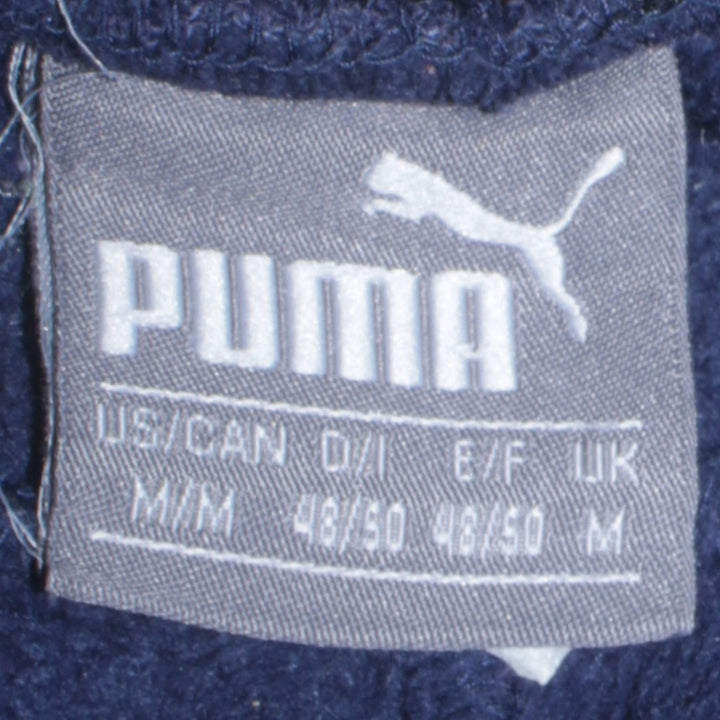 PUMA
US/CAN D/I E/F UK
M/M 48/50 48/50 M